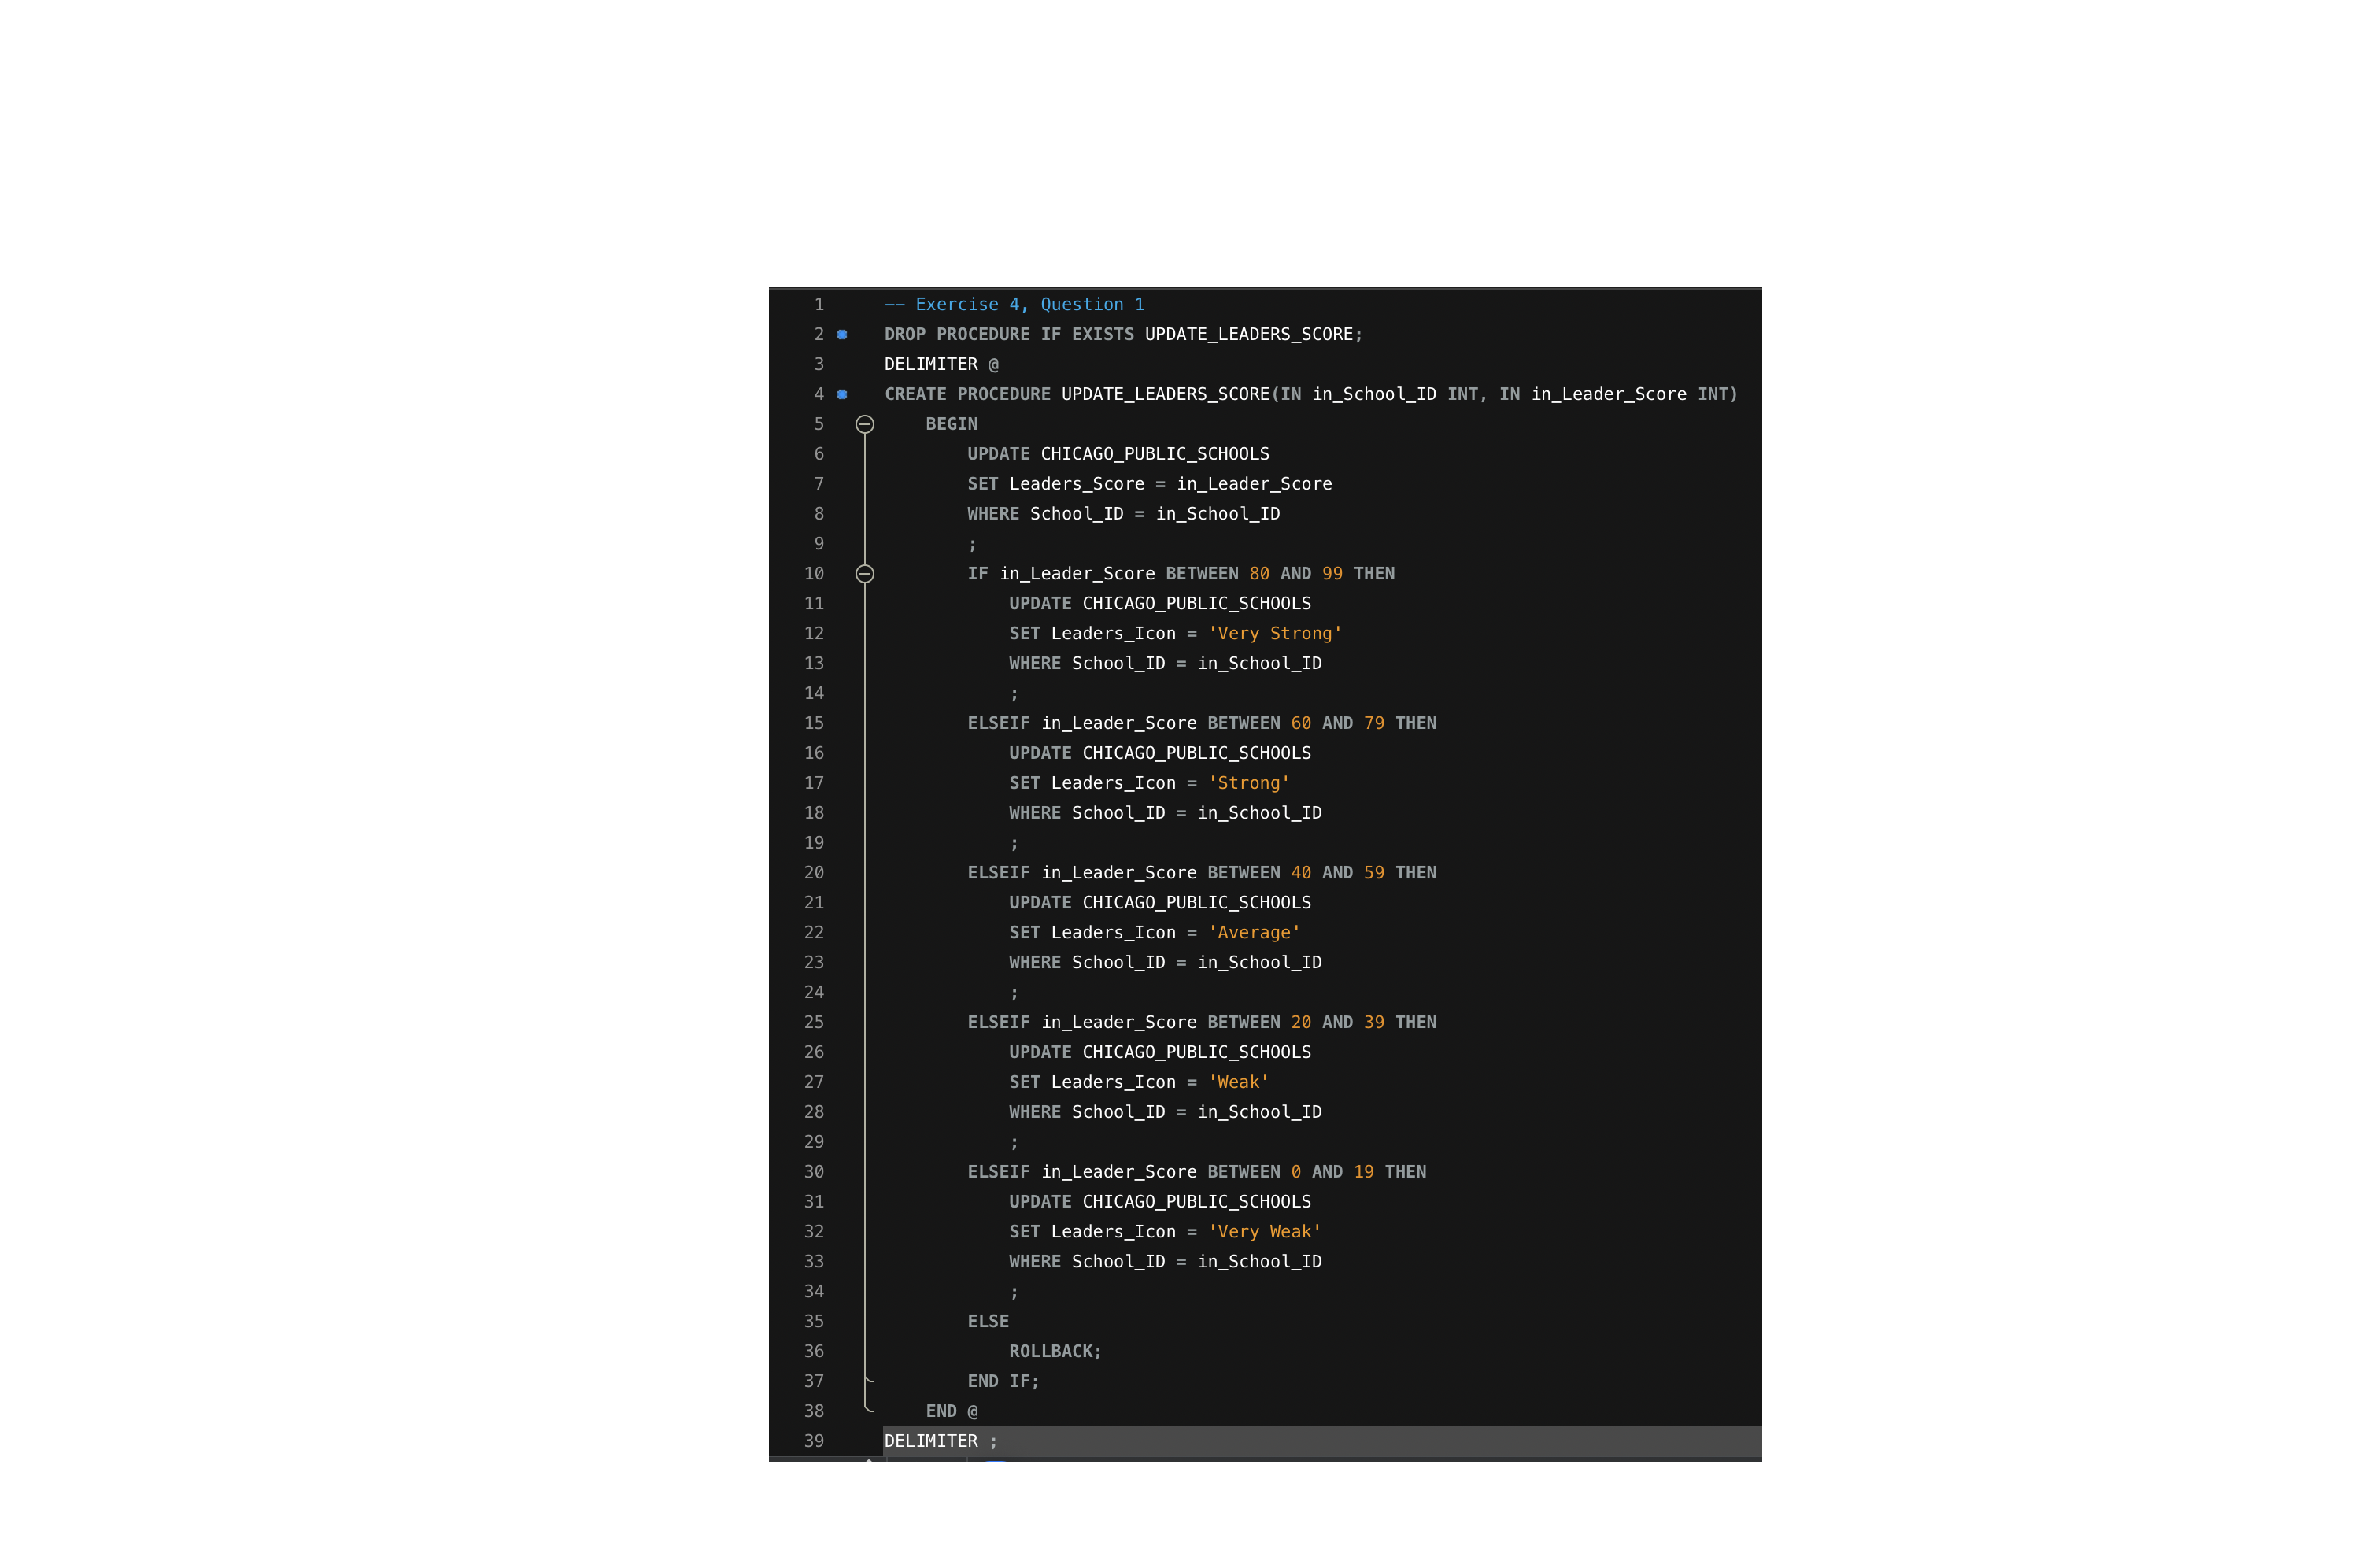 1 -- Exercise 4, Question 1
2 DROP PROCEDURE IF EXISTS UPDATE_LEADERS_SCORE;
3 DELIMITER @
4 CREATE PROCEDURE UPDATE_LEADERS_SCORE(IN in_School_ID INT, IN in_Leader_Score INT)
5 BEGIN
6 UPDATE CHICAGO_PUBLIC_SCHOOLS
7 SET Leaders_Score = in_Leader_Score
8 WHERE School_ID = in_School_ID
9 ;
10 IF in_Leader_Score BETWEEN 80 AND 99 THEN
11 UPDATE CHICAGO_PUBLIC_SCHOOLS
12 SET Leaders_Icon = 'Very Strong'
13 WHERE School_ID = in_School_ID
14 ;
15 ELSEIF in_Leader_Score BETWEEN 60 AND 79 THEN
16 UPDATE CHICAGO_PUBLIC_SCHOOLS
17 SET Leaders_Icon = 'Strong'
18 WHERE School_ID = in_School_ID
19 ;
20 ELSEIF in_Leader_Score BETWEEN 40 AND 59 THEN
21 UPDATE CHICAGO_PUBLIC_SCHOOLS
22 SET Leaders_Icon = 'Average'
23 WHERE School_ID = in_School_ID
24 ;
25 ELSEIF in_Leader_Score BETWEEN 20 AND 39 THEN
26 UPDATE CHICAGO_PUBLIC_SCHOOLS
27 SET Leaders_Icon = 'Weak'
28 WHERE School_ID = in_School_ID
29 ;
30 ELSEIF in_Leader_Score BETWEEN 0 AND 19 THEN
31 UPDATE CHICAGO_PUBLIC_SCHOOLS
32 SET Leaders_Icon = 'Very Weak'
33 WHERE School_ID = in_School_ID
34 ;
35 ELSE
36 ROLLBACK;
37 END IF;
38 END @
39 DELIMITER ;